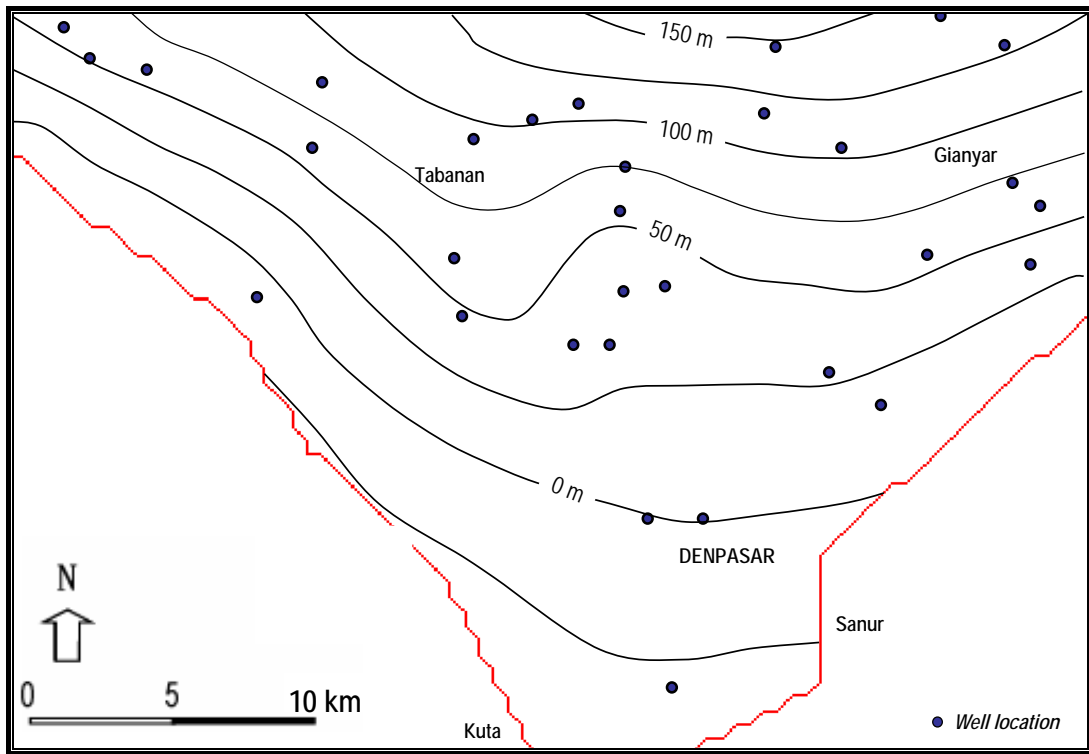 150 m
100 m
Gianyar
Tabanan
50 m
0 m
DENPASAR
N
Sanur
0 5 10 km
Kuta
Well location